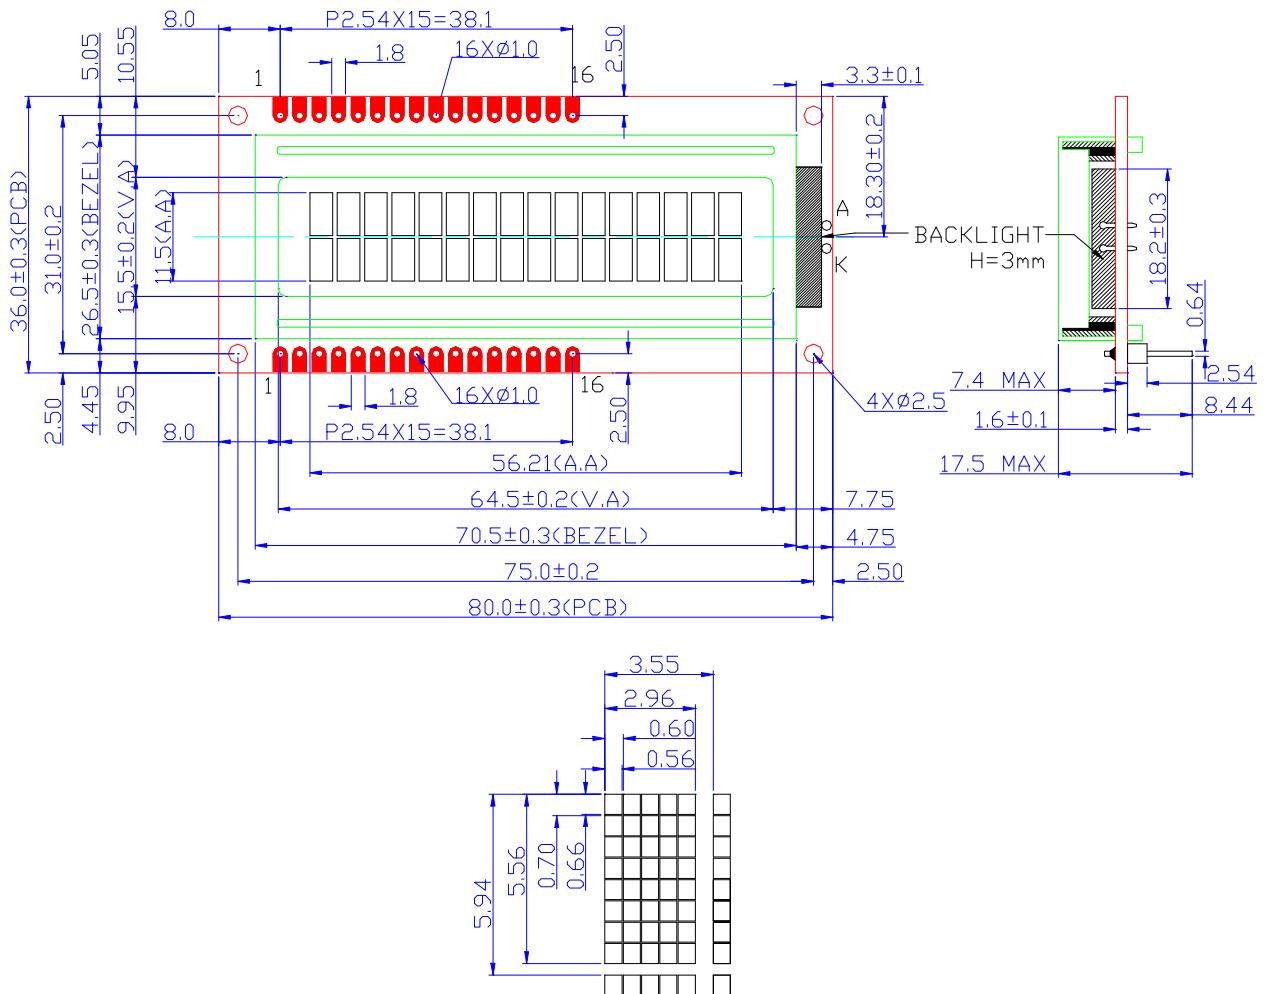 8.0
P2.54X15=38.1
1.8
16XØ1.0
2.50
5.05
10.55
1
16
3.3±0.1
36.0±0.3(PCB)
31.0±0.2
26.5±0.3(BEZEL)
15.5±0.2(V.A)
11.5(A.A)
18.30±0.2
A
K
BACKLIGHT
H=3mm
18.2±0.3
0.64
2.50
4.45
9.95
1
16
1.8
16XØ1.0
2.50
8.0
P2.54X15=38.1
4XØ2.5
7.4 MAX
2.54
8.44
1.6±0.1
17.5 MAX
56.21(A.A)
64.5±0.2(V.A)
7.75
70.5±0.3(BEZEL)
4.75
75.0±0.2
2.50
80.0±0.3(PCB)
3.55
2.96
0.60
0.56
5.94
5.56
0.70
0.66